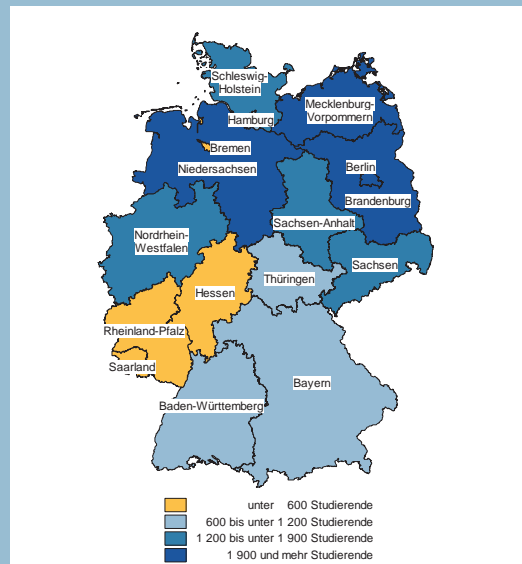 Schleswig-
Holstein
Mecklenburg-
Vorpommern
Hamburg
Bremen
Niedersachsen
Berlin
Brandenburg
Sachsen-Anhalt
Nordrhein-
Westfalen
Sachsen
Thüringen
Hessen
Rheinland-Pfalz
Saarland
Bayern
Baden-Württemberg
unter 600 Studierende
600 bis unter 1 200 Studierende
1 200 bis unter 1 900 Studierende
1 900 und mehr Studierende